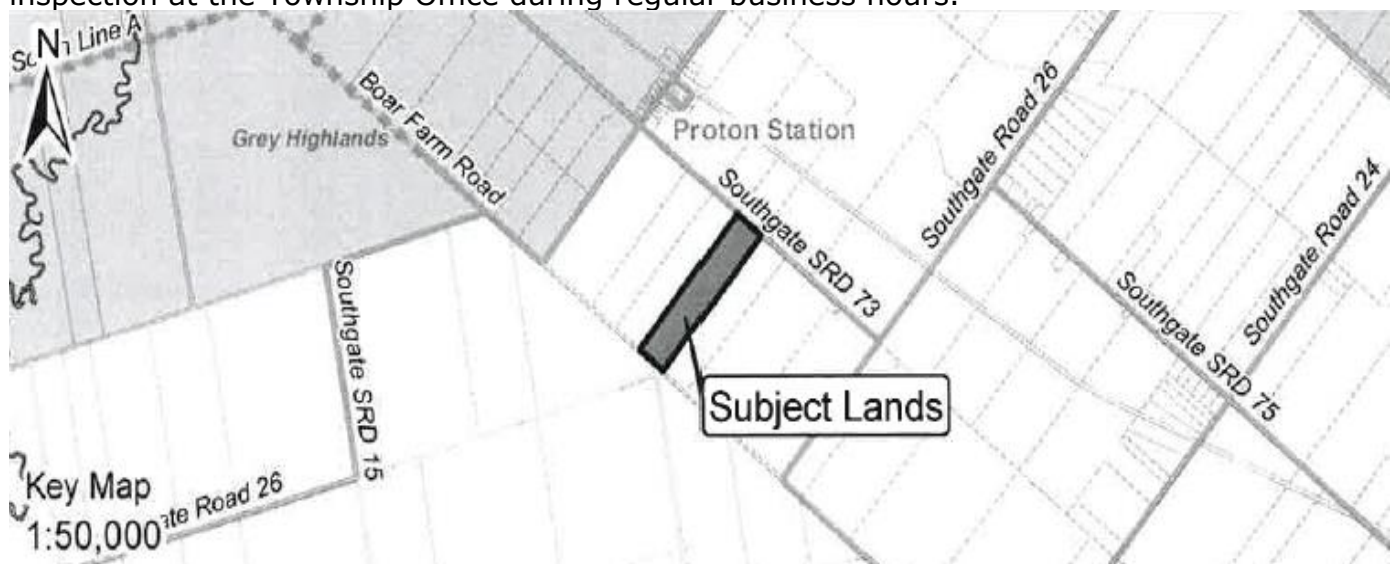 inspection at the Township Office during regular business hours.
N
Line A
Boar Farm Road
Grey Highlands
Proton Station
Southgate Road 26
Southgate SRD 73
Southgate Road 24
Southgate SRD 15
Southgate SRD 75
Subject Lands
Key Map
1:50,000
ate Road 26